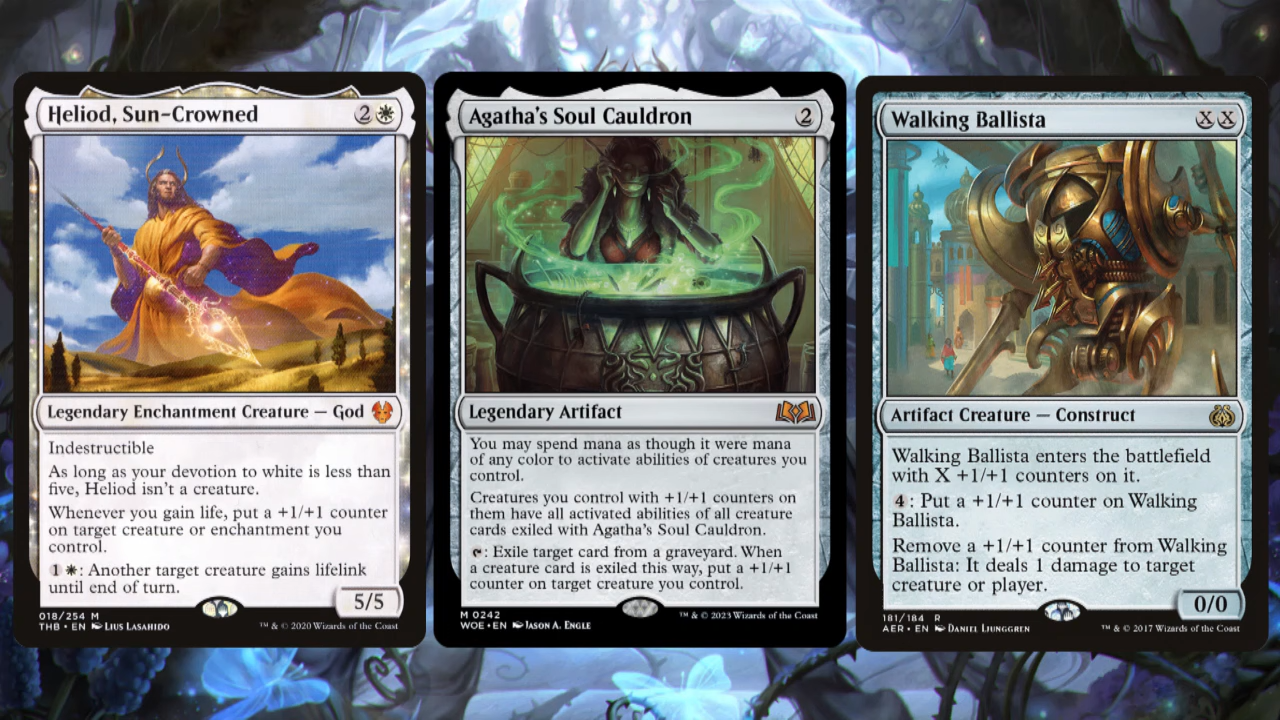 Heliod, Sun-Crowned 2
Legendary Enchantment Creature — God
Indestructible
As long as your devotion to white is less than
five, Heliod isn't a creature.
Whenever you gain life, put a +1/+1 counter
on target creature or enchantment you
control.
1 : Another target creature gains lifelink
until end of turn.
5/5
018/254 M
THB • EN Lius Lasahido
™ & © 2020 Wizards of the Coast
Agatha's Soul Cauldron 2
Legendary Artifact
You may spend mana as though it were mana
of any color to activate abilities of creatures you
control.
Creatures you control with +1/+1 counters on
them have all activated abilities of all creature
cards exiled with Agatha's Soul Cauldron.
: Exile target card from a graveyard. When
a creature card is exiled this way, put a +1/+1
counter on target creature you control.
M 0242
WOE • EN Jason A. Engle
™ & © 2023 Wizards of the Coast
Walking Ballista X X
Artifact Creature — Construct
Walking Ballista enters the battlefield
with X +1/+1 counters on it.
4: Put a +1/+1 counter on Walking
Ballista.
Remove a +1/+1 counter from Walking
Ballista: It deals 1 damage to target
creature or player.
0/0
181/184 R
AER • EN Daniel Ljunggren
™ & © 2017 Wizards of the Coast